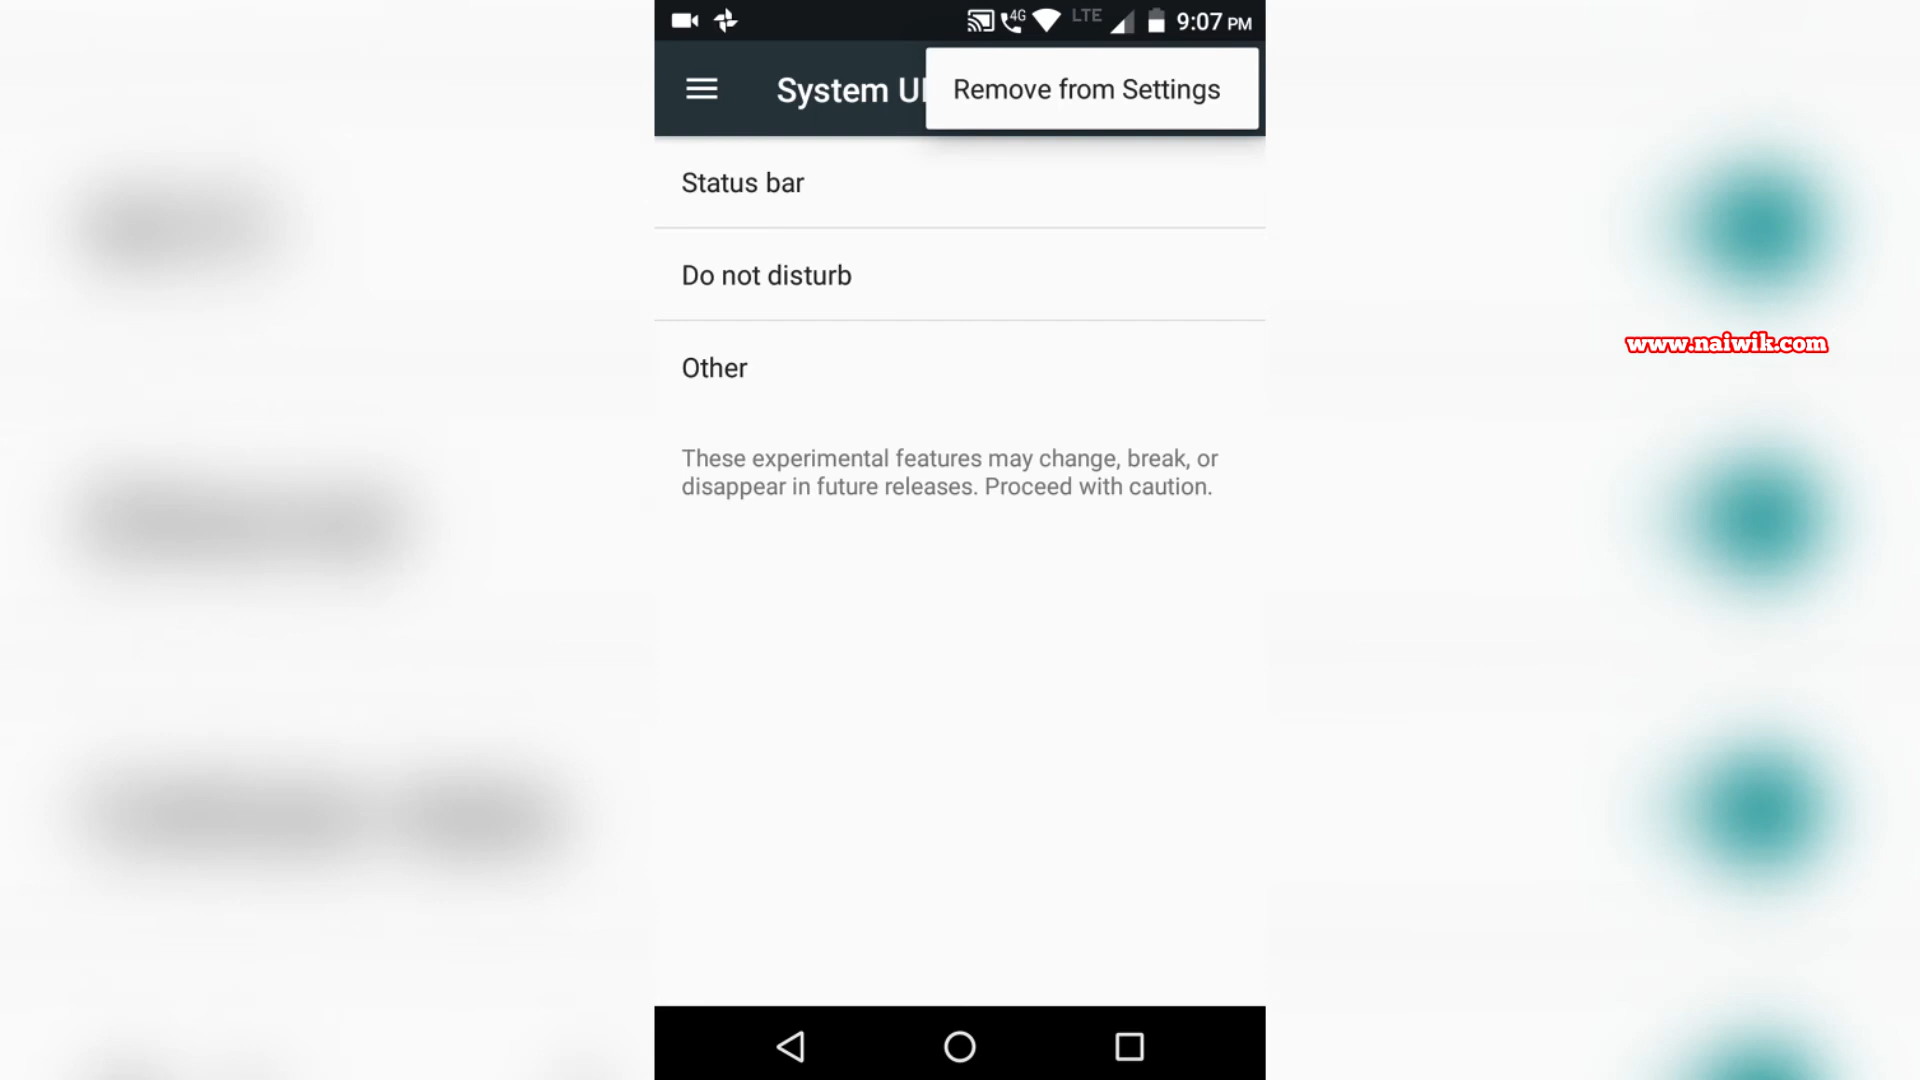 4G LTE 9:07 PM
System UI
Remove from Settings
Status bar
Do not disturb
www.naiwik.com
Other
These experimental features may change, break, or
disappear in future releases. Proceed with caution.